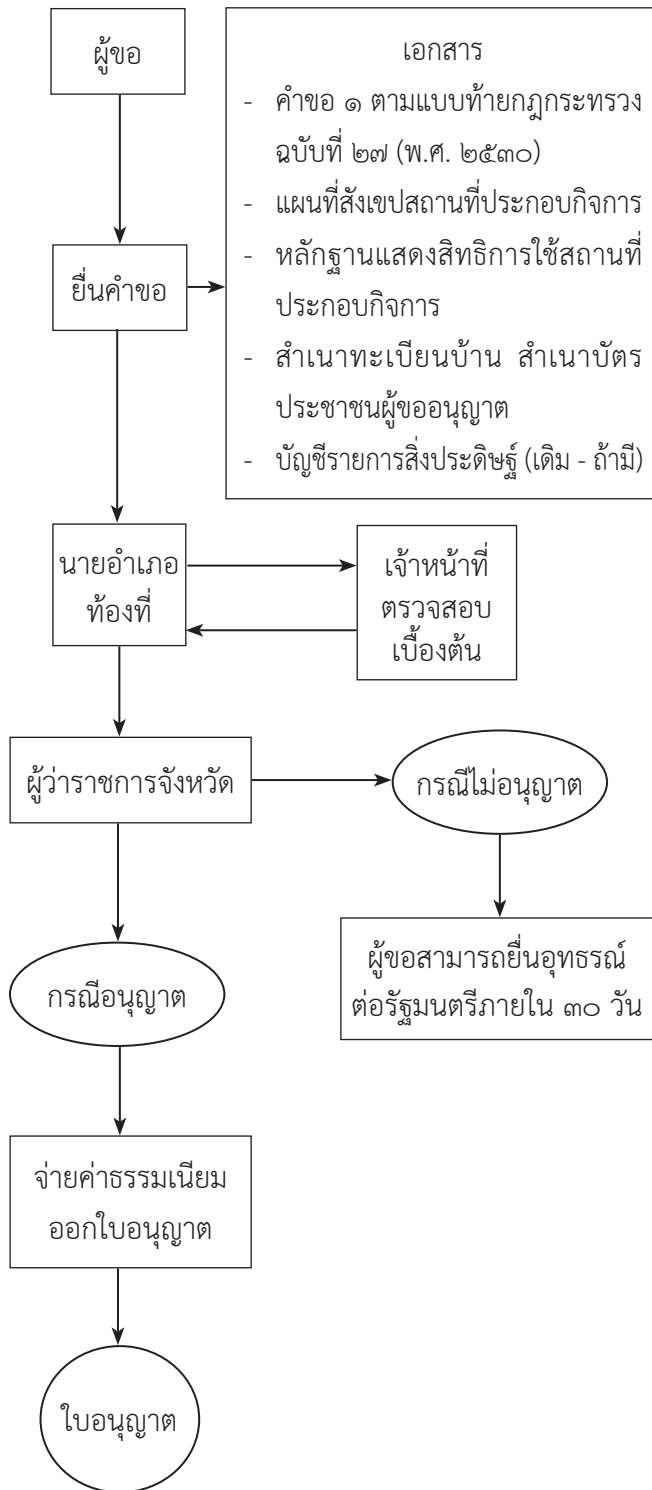 ผู้ขอ
เอกสาร
- คำขอ ๑ ตามแบบท้ายกฎกระทรวง
ฉบับที่ ๒๗ (พ.ศ. ๒๕๓๐)
- แผนที่สังเขปสถานที่ประกอบกิจการ
- หลักฐานแสดงสิทธิการใช้สถานที่
ประกอบกิจการ
- สำเนาทะเบียนบ้าน สำเนาบัตร
ประชาชนผู้ขออนุญาต
- บัญชีรายการสิ่งประดิษฐ์ (เดิม - ถ้ามี)
ยื่นคำขอ
นายอำเภอ
ท้องที่
เจ้าหน้าที่
ตรวจสอบ
เบื้องต้น
ผู้ว่าราชการจังหวัด
กรณีไม่อนุญาต
ผู้ขอสามารถยื่นอุทธรณ์
ต่อรัฐมนตรีภายใน ๓๐ วัน
กรณีอนุญาต
จ่ายค่าธรรมเนียม
ออกใบอนุญาต
ใบอนุญาต